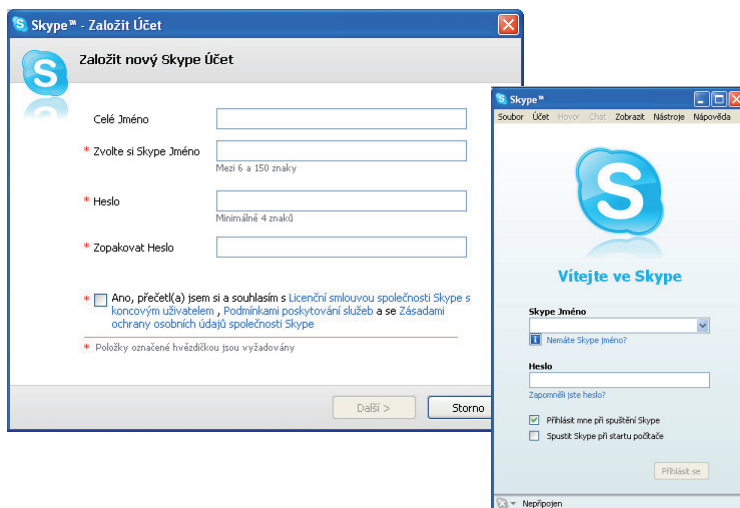 Skype™ - Založit Účet
Založit nový Skype Účet
Celé Jméno
* Zvolte si Skype Jméno
Mezi 6 a 150 znaky
* Heslo
Minimálně 4 znaků
* Zopakovat Heslo
* Ano, přečetl(a) jsem si a souhlasím s Licenční smlouvou společnosti Skype s
koncovým uživatelem , Podmínkami poskytování služeb a se Zásadami
ochrany osobních údajů společnosti Skype
* Položky označené hvězdičkou jsou vyžadovány
Další >
Storno
Skype™
Soubor Účet Hovor Chat Zobrazit Nástroje Nápověda
Vítejte ve Skype
Skype Jméno
Nemáte Skype jméno?
Heslo
Zapomněli jste heslo?
Přihlásit mne při spuštění Skype
Spustit Skype při startu počítače
Přihlásit se
Nepřipojen